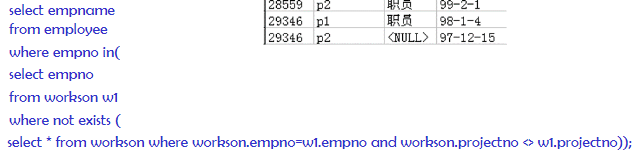 select empname
from employee
where empno in(
select empno
from workson w1
where not exists (
select * from workson where workson.empno=w1.empno and workson.projectno <> w1.projectno));
28559 p2 职员 99-2-1
29346 p1 职员 98-1-4
29346 p2 <NULL> 97-12-15